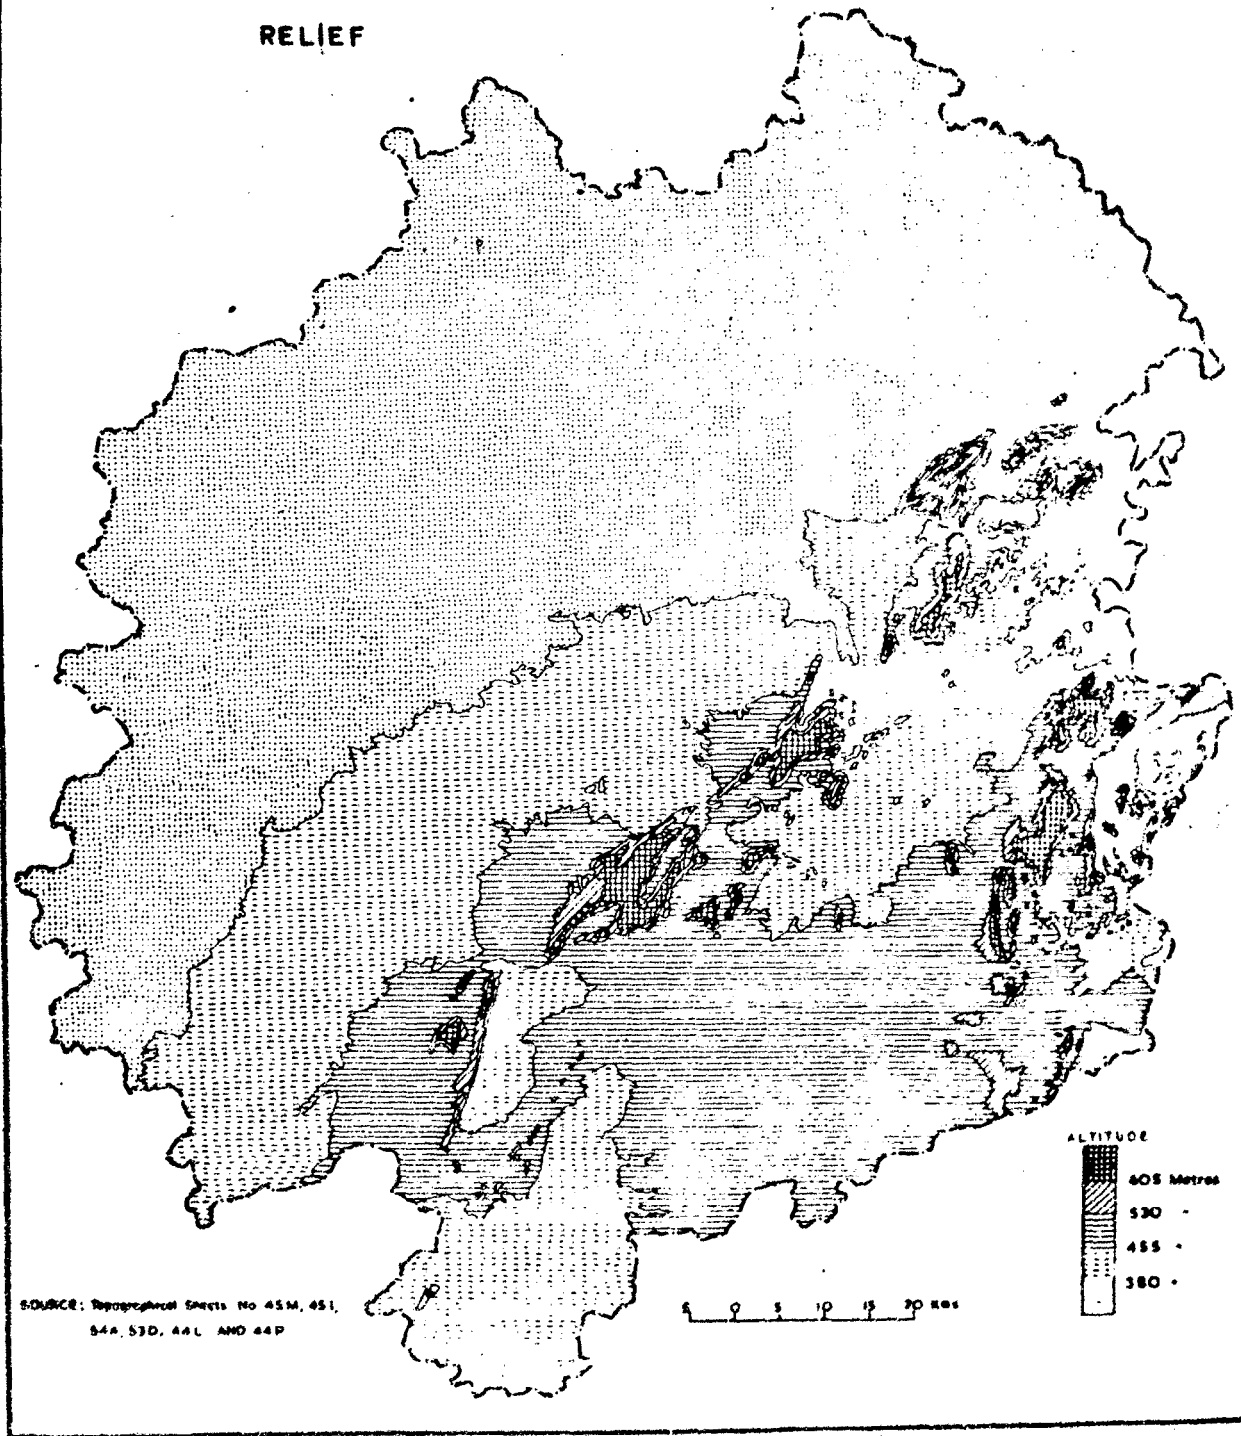 RELIEF
ALTITUDE
605 Metres
530 "
455 "
380 "
SOURCE: Topographical Sheets No 45M, 45I,
54A, 53D, 44L AND 44P
5 0 5 10 15 20 Kms